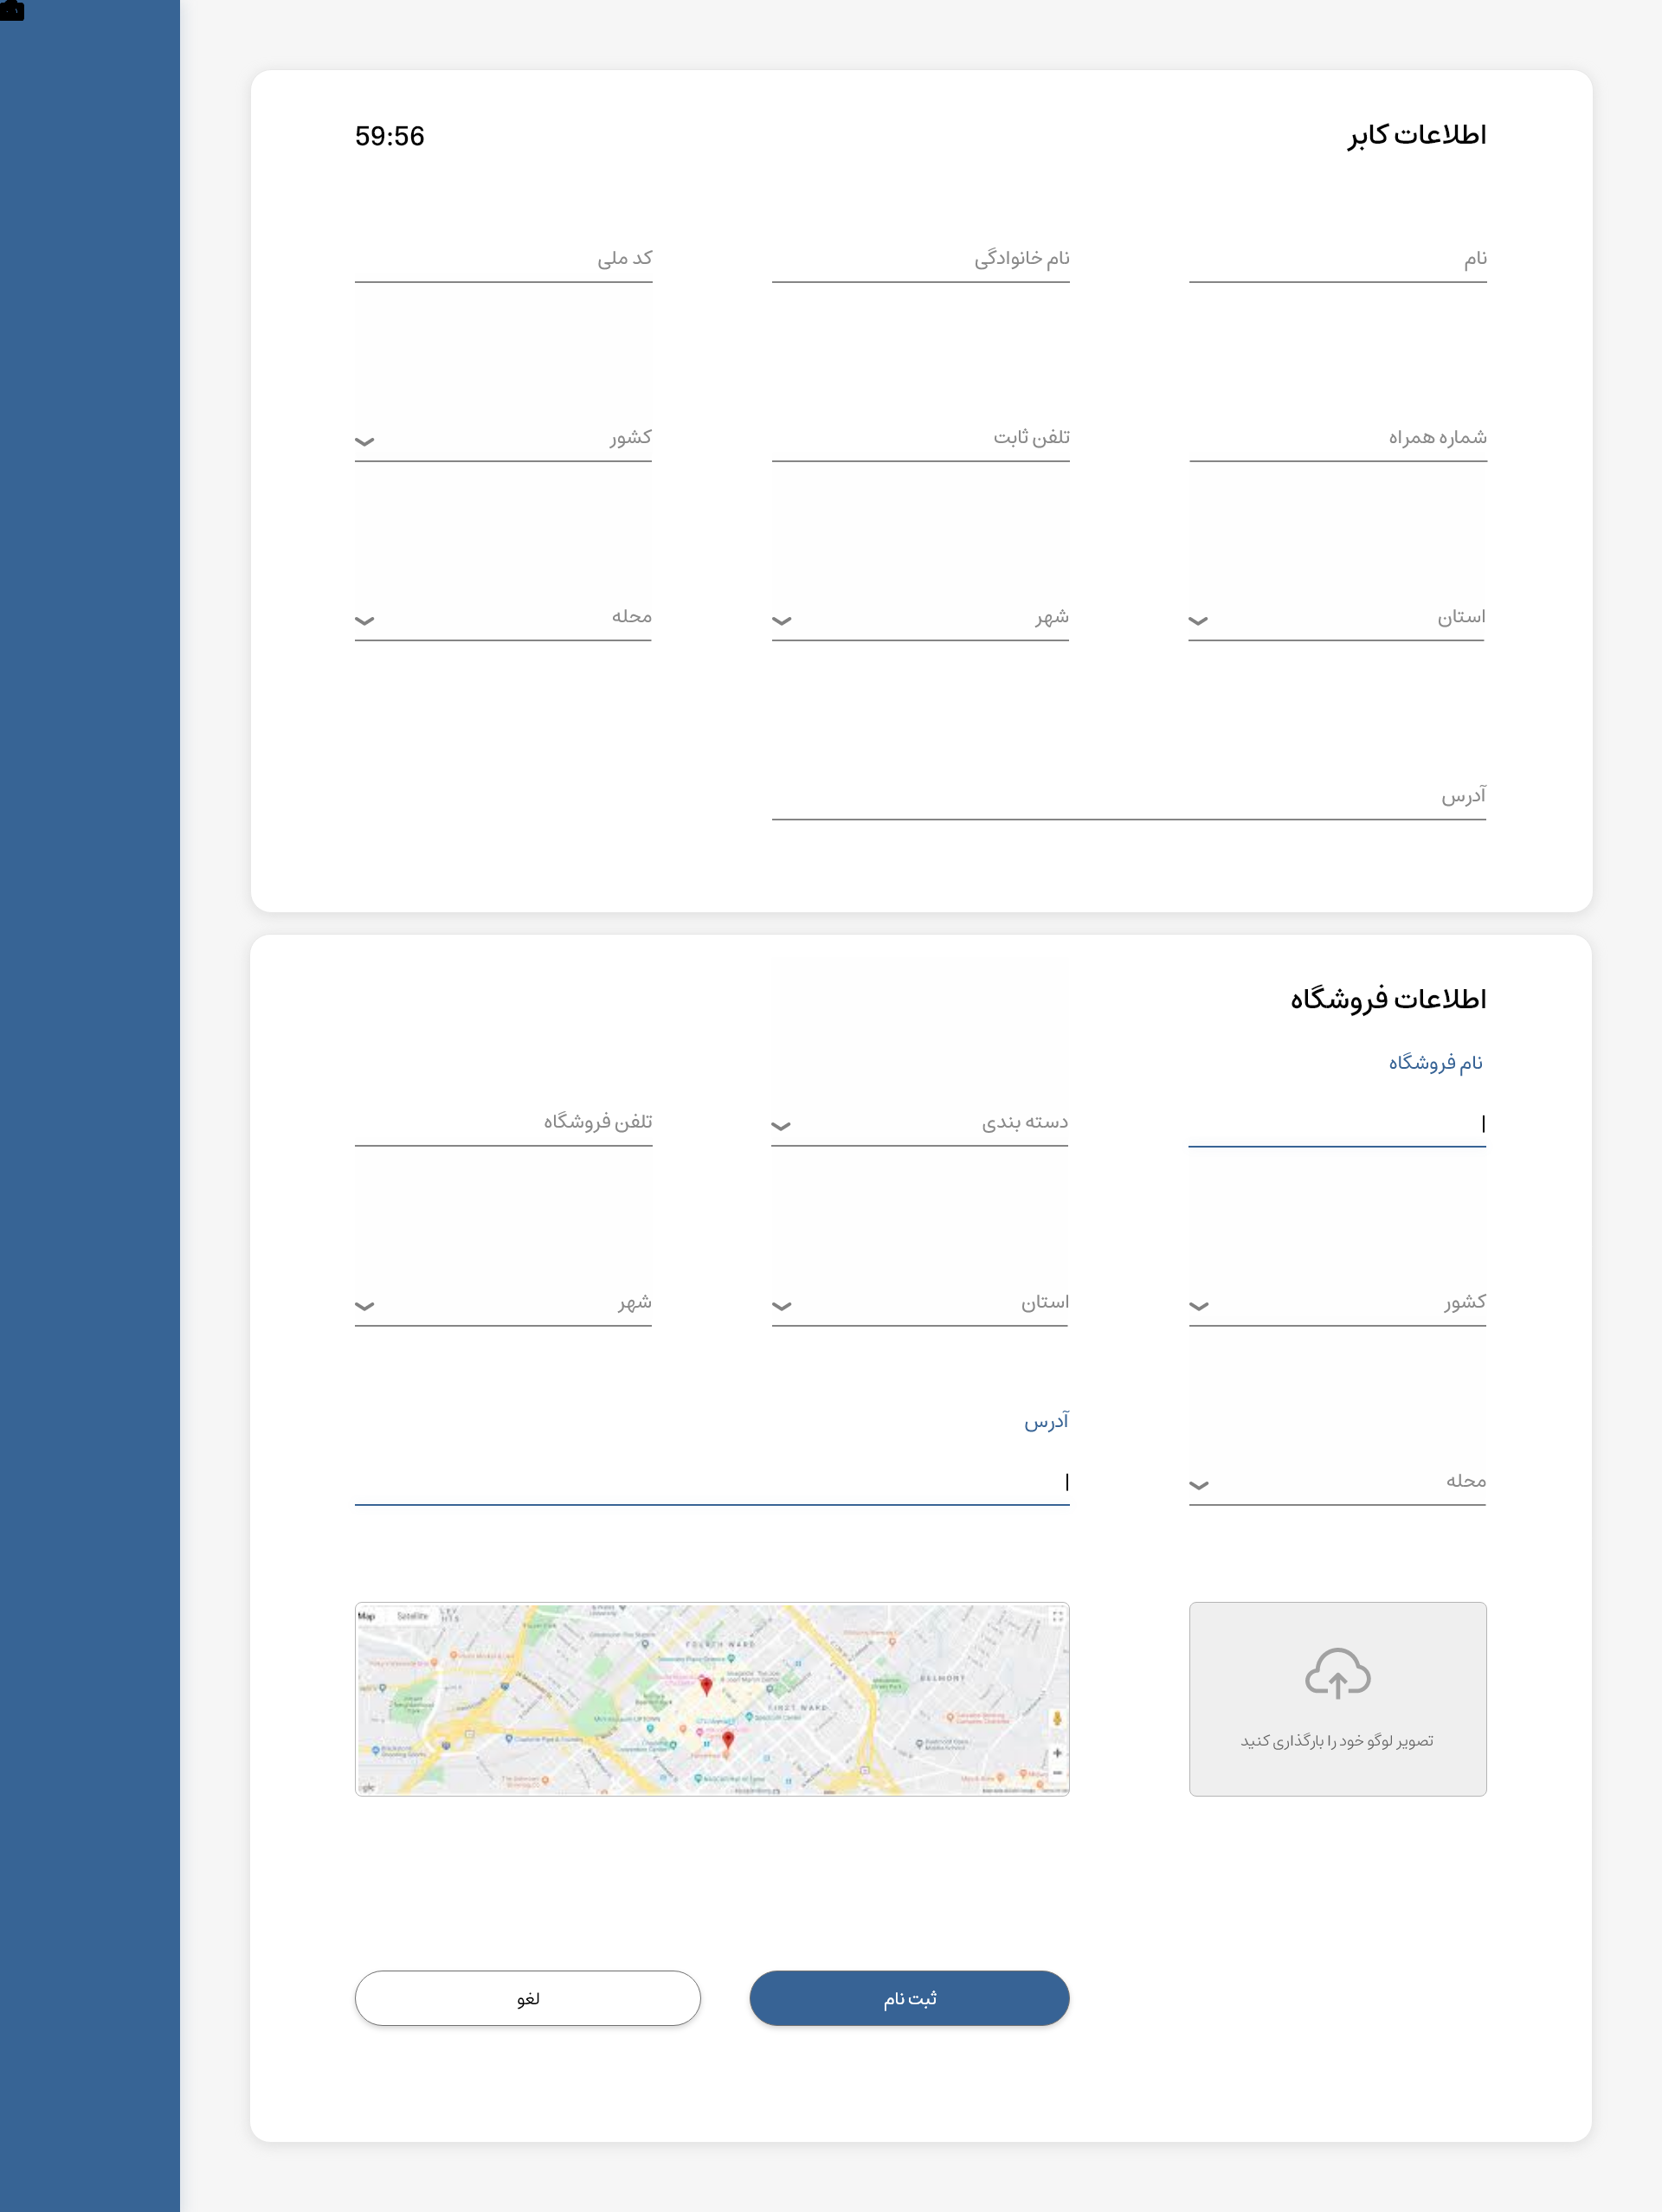 اطلاعات کابر
59:56
نام
نام خانوادگی
کد ملی
شماره همراه
تلفن ثابت
کشور
استان
شهر
محله
آدرس
اطلاعات فروشگاه
نام فروشگاه
دسته بندی
تلفن فروشگاه
کشور
استان
شهر
آدرس
محله
Map
Satellite
FOURTH WARD
FIRST WARD
BELMONT
تصویر لوگو خود را بارگذاری کنید
ثبت نام
لغو